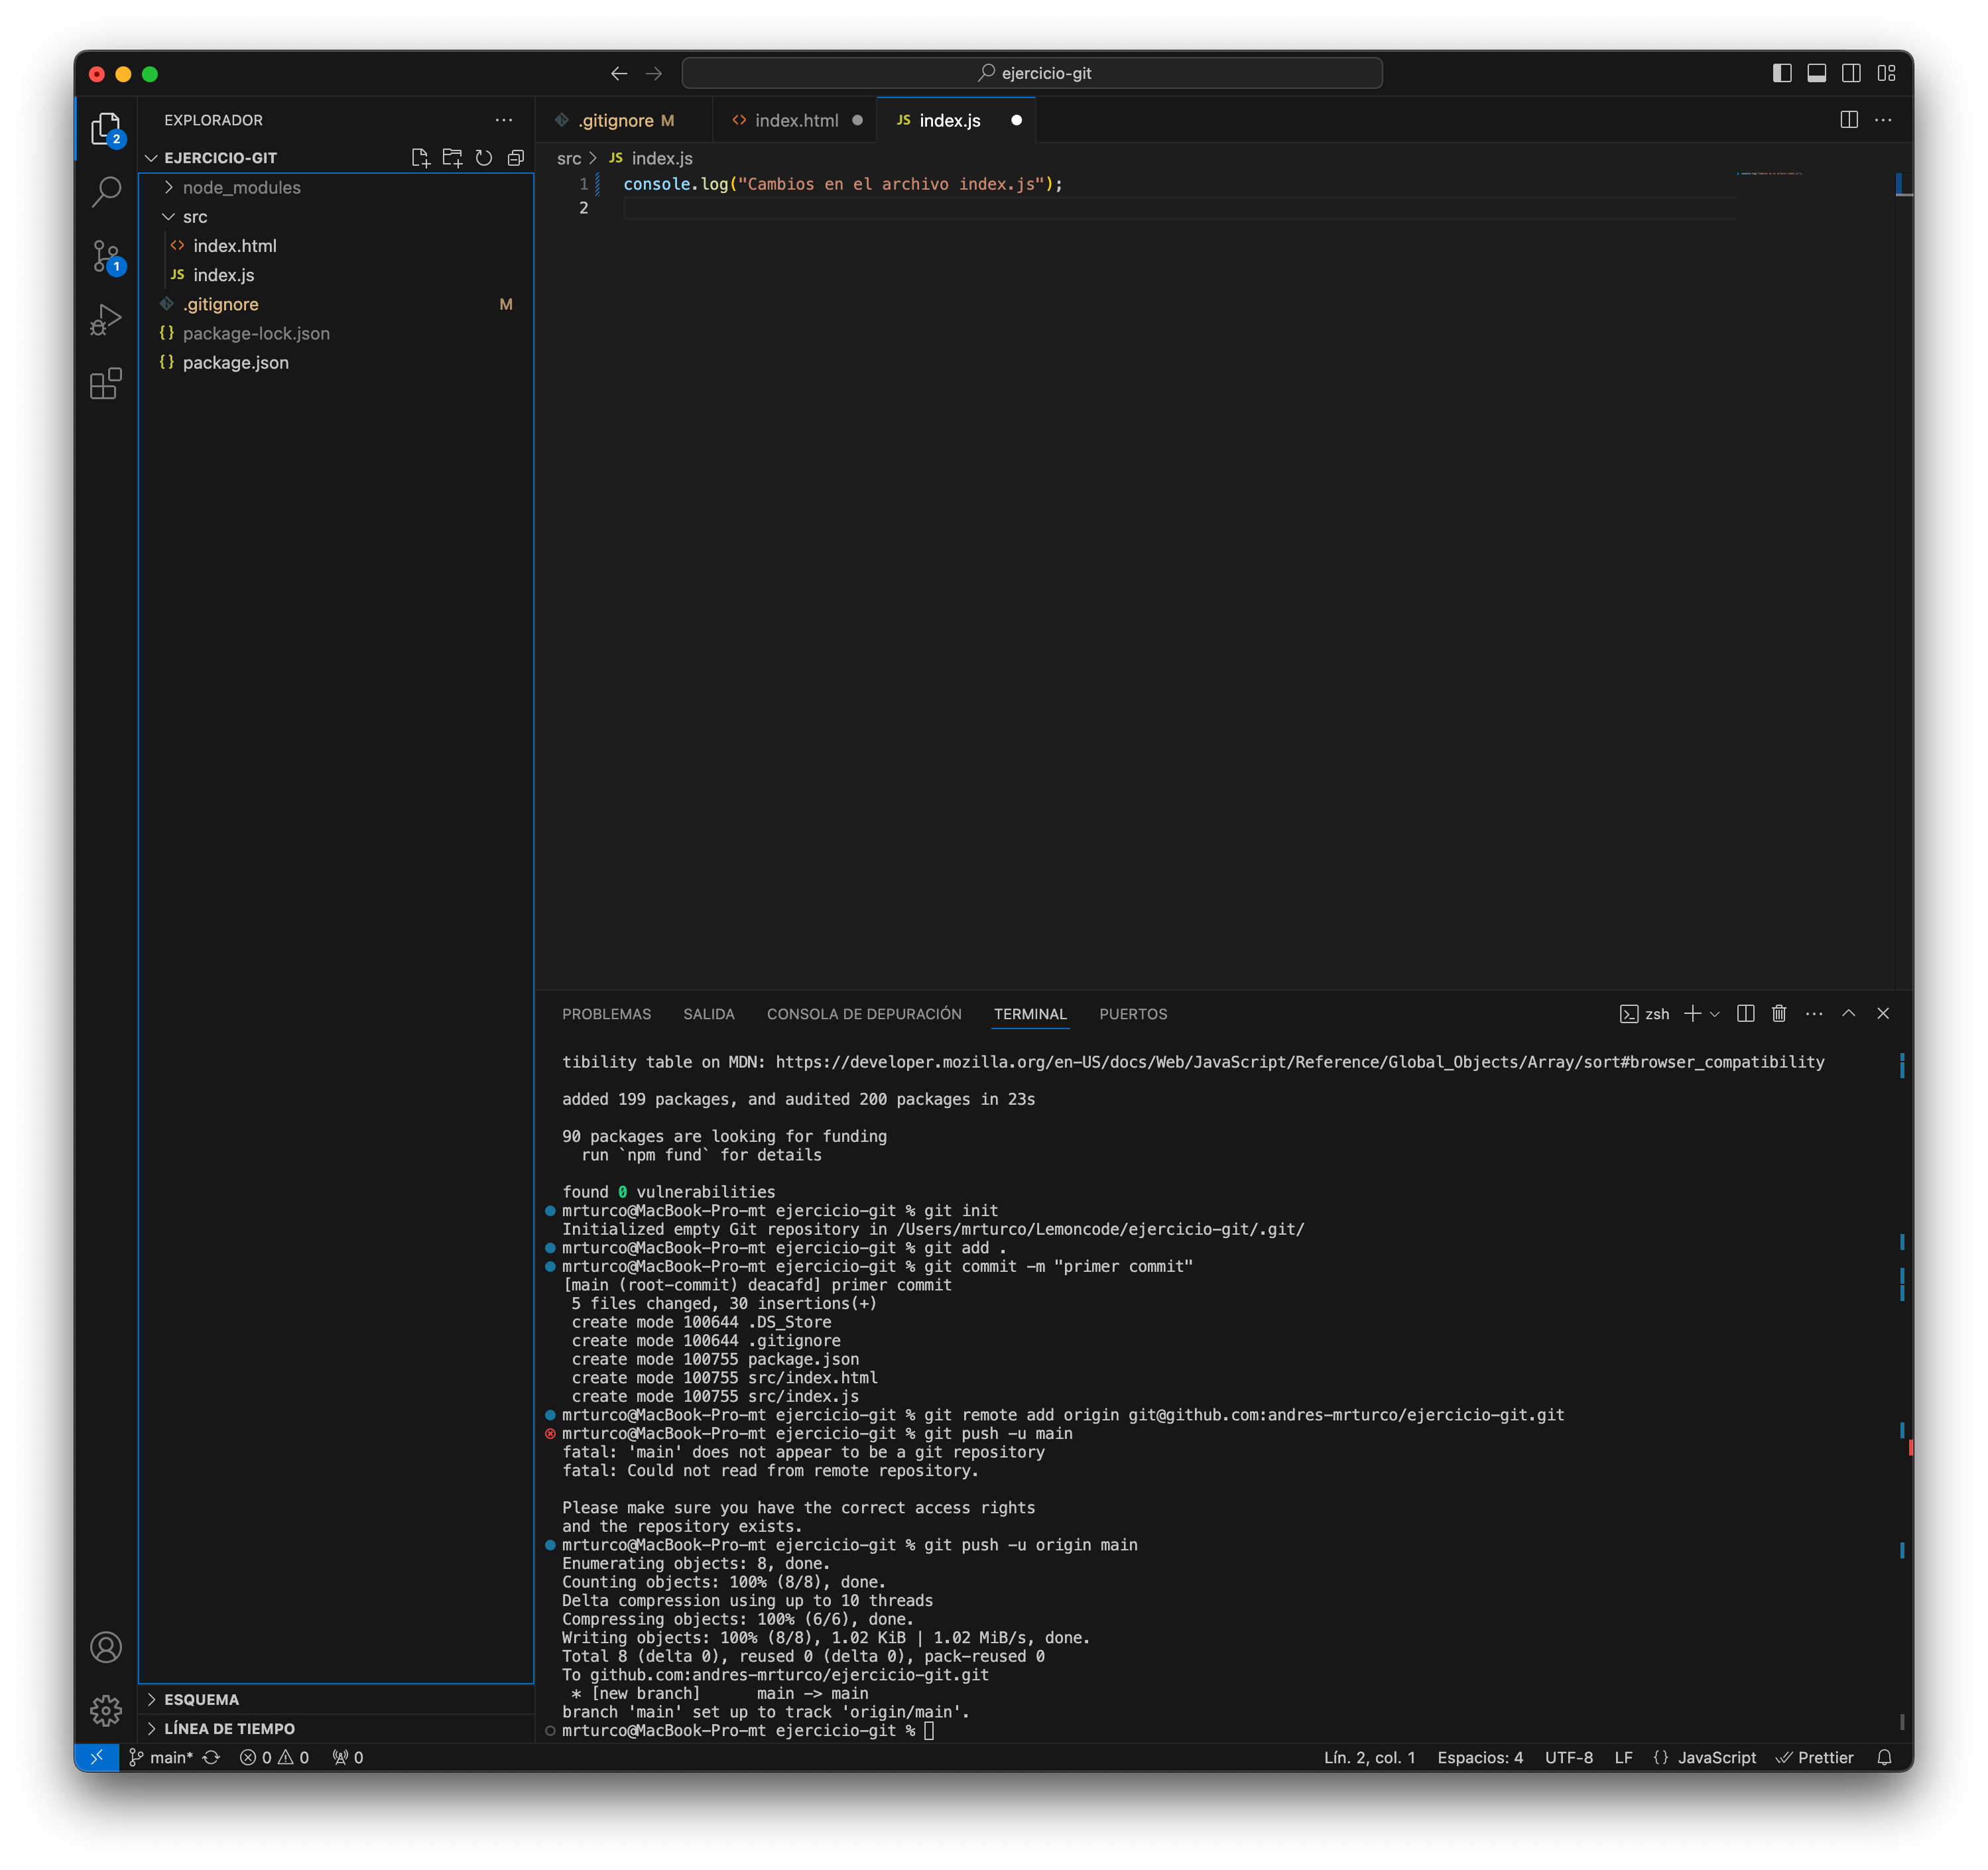 ejercicio-git
EXPLORADOR
EJERCICIO-GIT
node_modules
src
index.html
index.js
.gitignore M
package-lock.json
package.json
ESQUEMA
LÍNEA DE TIEMPO
2
1
.gitignore M
index.html
JS index.js
src > JS index.js
1 console.log("Cambios en el archivo index.js");
2
PROBLEMAS SALIDA CONSOLA DE DEPURACIÓN TERMINAL PUERTOS zsh
tibility table on MDN: https://developer.mozilla.org/en-US/docs/Web/JavaScript/Reference/Global_Objects/Array/sort#browser_compatibility
added 199 packages, and audited 200 packages in 23s
90 packages are looking for funding
run `npm fund` for details
found 0 vulnerabilities
mrturco@MacBook-Pro-mt ejercicio-git % git init
Initialized empty Git repository in /Users/mrturco/Lemoncode/ejercicio-git/.git/
mrturco@MacBook-Pro-mt ejercicio-git % git add .
mrturco@MacBook-Pro-mt ejercicio-git % git commit -m "primer commit"
[main (root-commit) deacafd] primer commit
5 files changed, 30 insertions(+)
create mode 100644 .DS_Store
create mode 100644 .gitignore
create mode 100755 package.json
create mode 100755 src/index.html
create mode 100755 src/index.js
mrturco@MacBook-Pro-mt ejercicio-git % git remote add origin git@github.com:andres-mrturco/ejercicio-git.git
mrturco@MacBook-Pro-mt ejercicio-git % git push -u main
fatal: 'main' does not appear to be a git repository
fatal: Could not read from remote repository.
Please make sure you have the correct access rights
and the repository exists.
mrturco@MacBook-Pro-mt ejercicio-git % git push -u origin main
Enumerating objects: 8, done.
Counting objects: 100% (8/8), done.
Delta compression using up to 10 threads
Compressing objects: 100% (6/6), done.
Writing objects: 100% (8/8), 1.02 KiB | 1.02 MiB/s, done.
Total 8 (delta 0), reused 0 (delta 0), pack-reused 0
To github.com:andres-mrturco/ejercicio-git.git
* [new branch] main -> main
branch 'main' set up to track 'origin/main'.
mrturco@MacBook-Pro-mt ejercicio-git %
main* 0 0 0 Lín. 2, col. 1 Espacios: 4 UTF-8 LF {} JavaScript Prettier